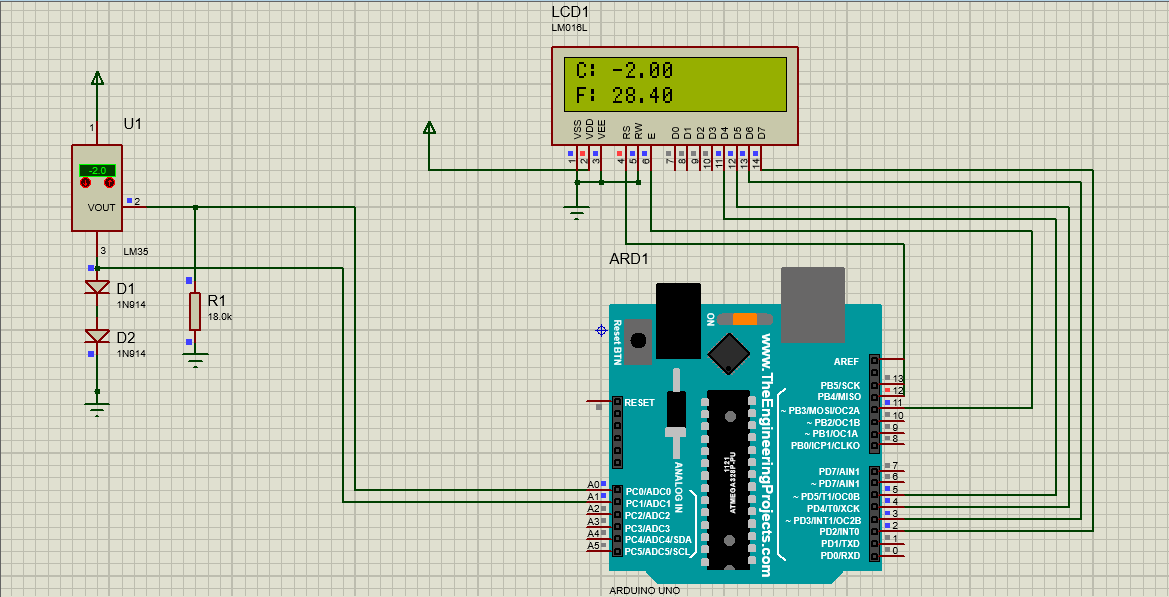 LCD1
LM016L
C: -2.00
F: 28.40
VSS
VDD
VEE
RS
RW
E
D0
D1
D2
D3
D4
D5
D6
D7
1
2
3
4
5
6
7
8
9
10
11
12
13
14
1
U1
-2.0
VOUT
2
3
LM35
D1
1N914
D2
1N914
R1
18.0k
ARD1
Reset BTN
ON
www.TheEngineeringProjects.com
RESET
ANALOG IN
1121
ATMEGA328P-PU
AREF
PB5/SCK
13
PB4/MISO
12
~ PB3/MOSI/OC2A
11
~ PB2/OC1B
10
~ PB1/OC1A
9
PB0/ICP1/CLKO
8
PD7/AIN1
7
~ PD7/AIN1
6
~ PD5/T1/OC0B
5
PD4/T0/XCK
4
~ PD3/INT1/OC2B
3
PD2/INT0
2
PD1/TXD
1
PD0/RXD
0
A0
PC0/ADC0
A1
PC1/ADC1
A2
PC2/ADC2
A3
PC3/ADC3
A4
PC4/ADC4/SDA
A5
PC5/ADC5/SCL
ARDUINO UNO